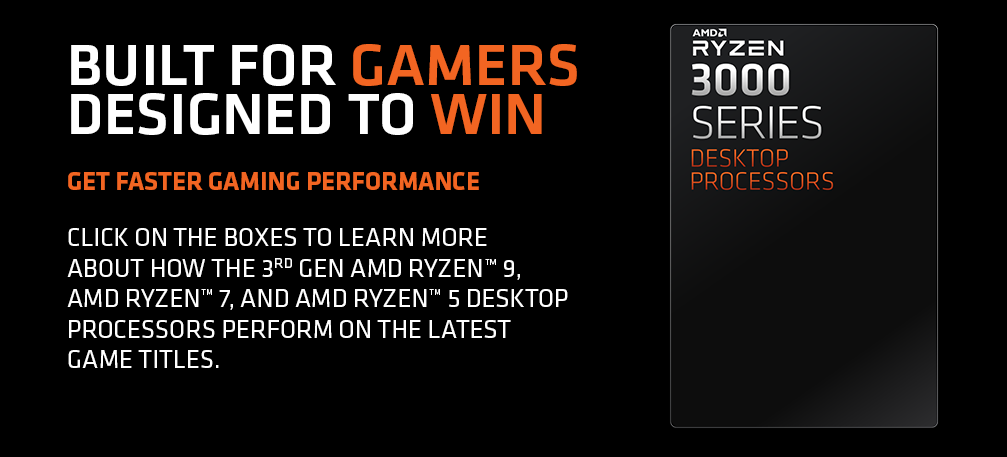 BUILT FOR GAMERS
DESIGNED TO WIN
GET FASTER GAMING PERFORMANCE
CLICK ON THE BOXES TO LEARN MORE
ABOUT HOW THE 3RD GEN AMD RYZEN™ 9,
AMD RYZEN™ 7, AND AMD RYZEN™ 5 DESKTOP
PROCESSORS PERFORM ON THE LATEST
GAME TITLES.
AMD
RYZEN
3000
SERIES
DESKTOP
PROCESSORS